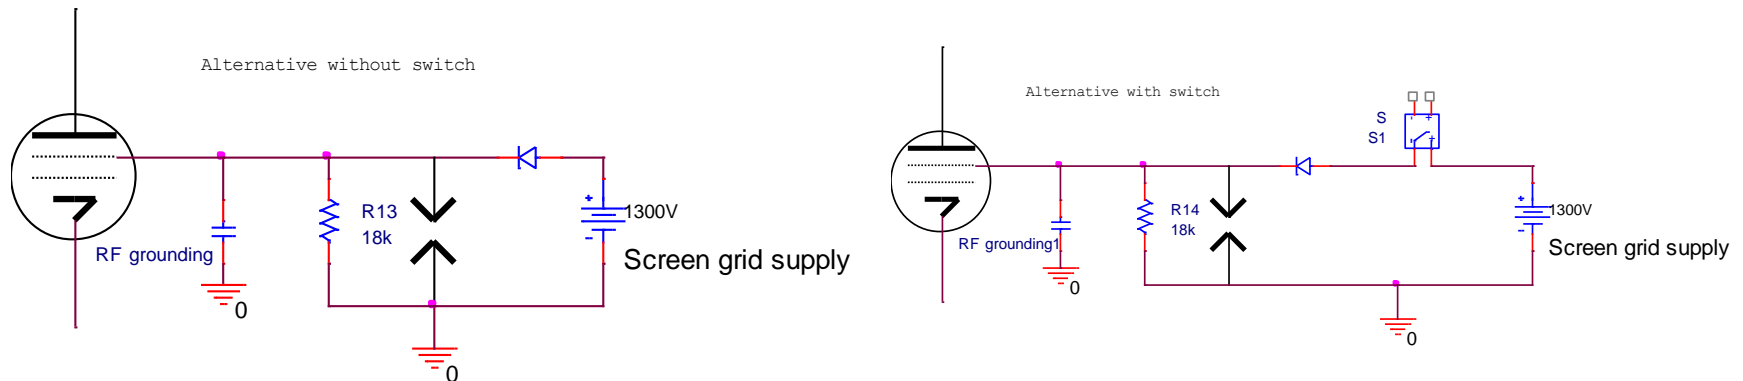 Alternative without switch
R13
18k
1300V
RF grounding
Screen grid supply
0
0
Alternative with switch
S
S1
R14
18k
1300V
RF grounding1
Screen grid supply
0
0